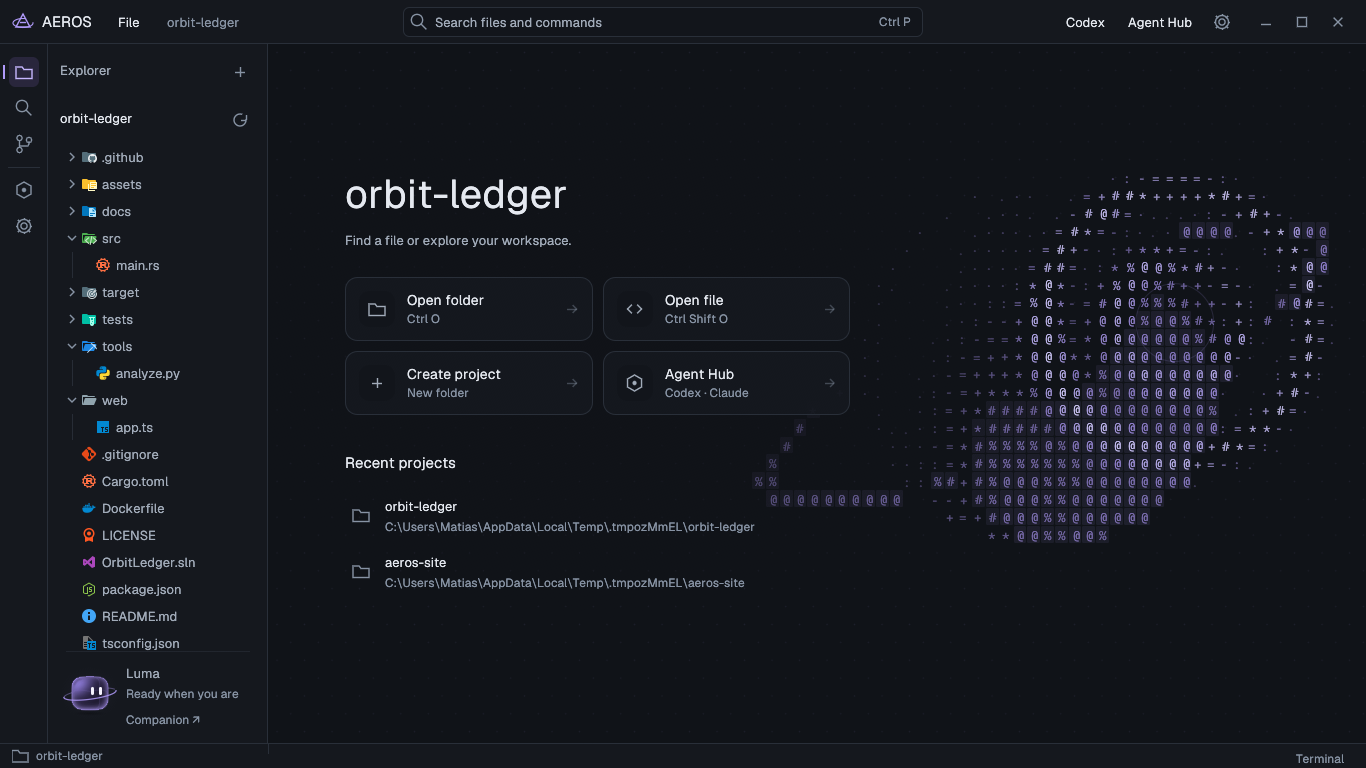 AEROS File orbit-ledger Search files and commands Ctrl P Codex Agent Hub
Explorer
orbit-ledger
.github
assets
docs
src
main.rs
target
tests
tools
analyze.py
web
app.ts
.gitignore
Cargo.toml
Dockerfile
LICENSE
OrbitLedger.sln
package.json
README.md
tsconfig.json
Luma
Ready when you are
Companion ↗
orbit-ledger
Find a file or explore your workspace.
Open folder
Ctrl O
Open file
Ctrl Shift O
Create project
New folder
Agent Hub
Codex · Claude
Recent projects
orbit-ledger
C:\Users\Matias\AppData\Local\Temp\.tmpozMmEL\orbit-ledger
aeros-site
C:\Users\Matias\AppData\Local\Temp\.tmpozMmEL\aeros-site
orbit-ledger
Terminal